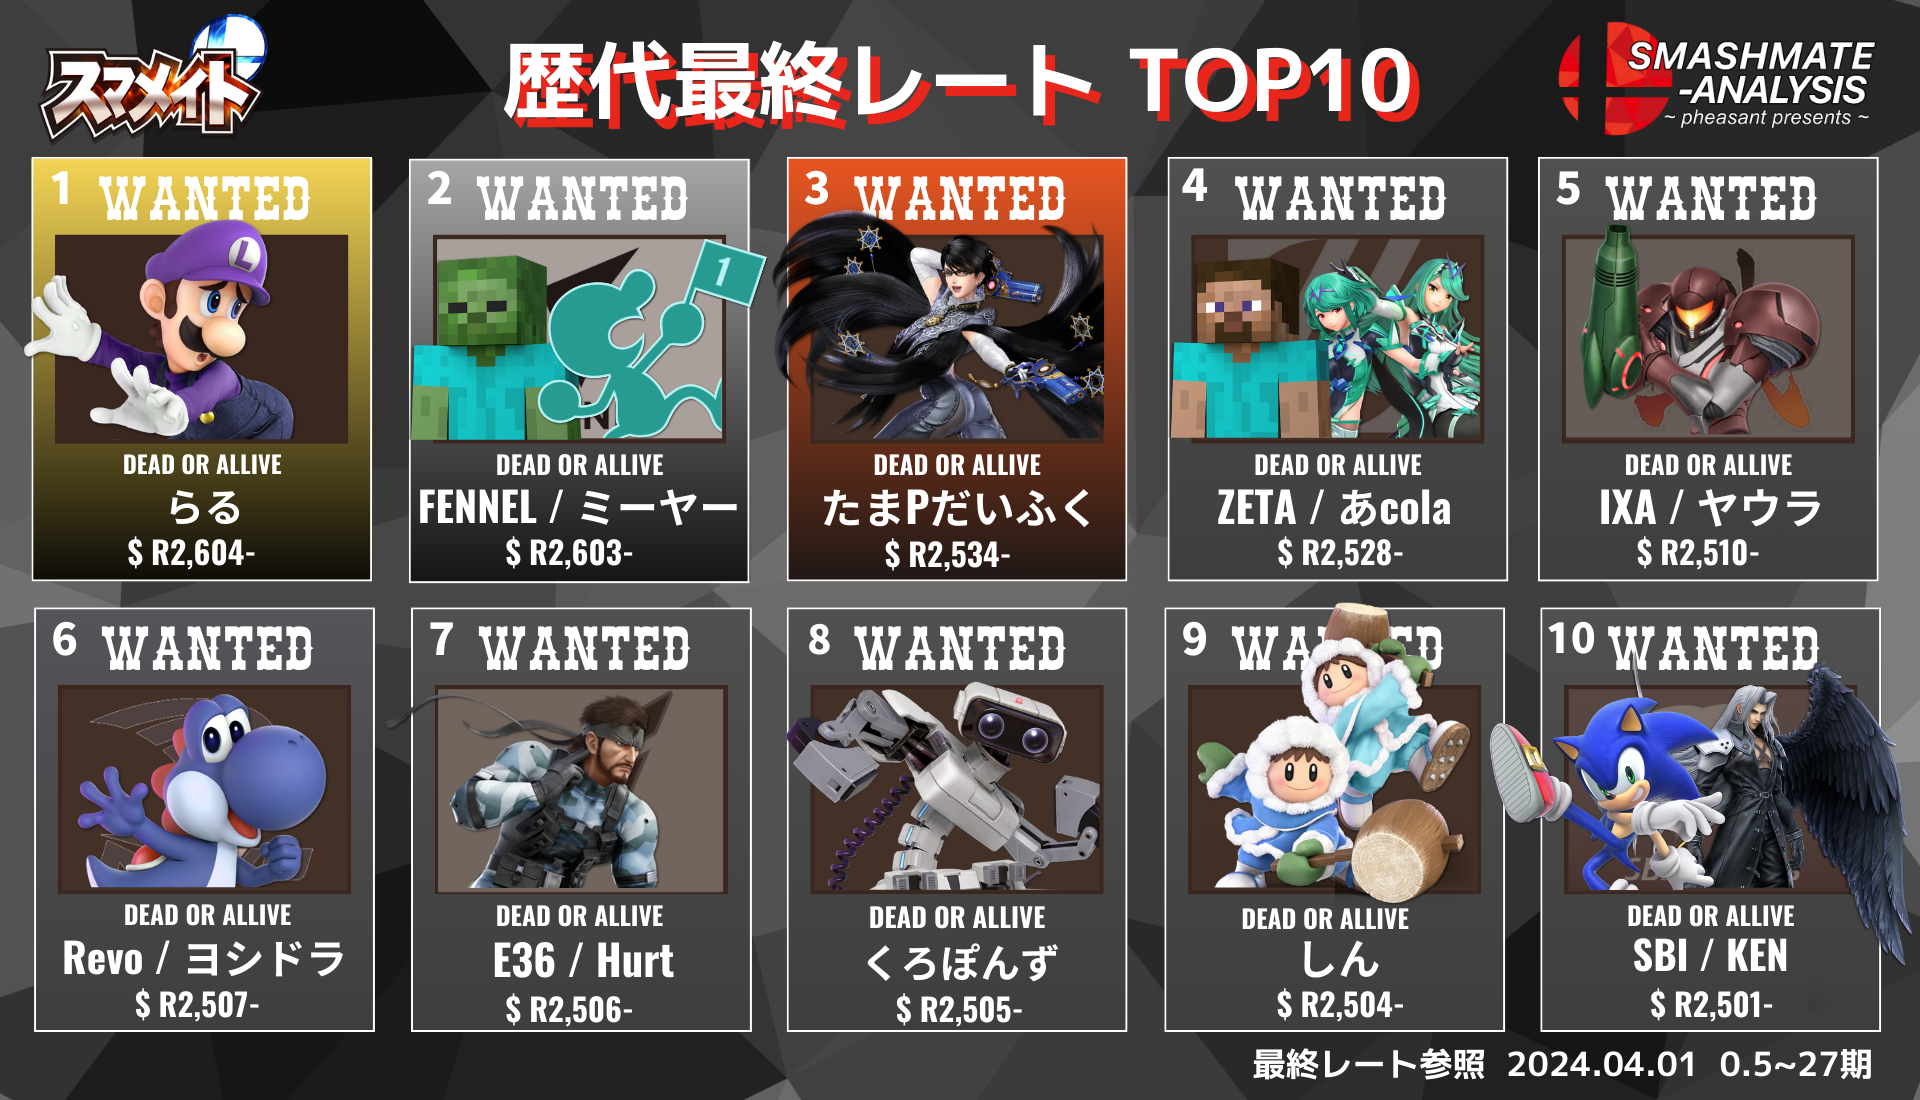 スマメイト
歴代最終レート TOP10
SMASHMATE
-ANALYSIS
~ pheasant presents ~
1 WANTED
DEAD OR ALLIVE
らる
$ R2,604-
2 WANTED
1
DEAD OR ALLIVE
FENNEL / ミーヤー
$ R2,603-
3 WANTED
DEAD OR ALLIVE
たまPだいふく
$ R2,534-
4 WANTED
DEAD OR ALLIVE
ZETA / あcola
$ R2,528-
5 WANTED
DEAD OR ALLIVE
IXA / ヤウラ
$ R2,510-
6 WANTED
DEAD OR ALLIVE
Revo / ヨシドラ
$ R2,507-
7 WANTED
DEAD OR ALLIVE
E36 / Hurt
$ R2,506-
8 WANTED
DEAD OR ALLIVE
くろぽんず
$ R2,505-
9 WANTED
DEAD OR ALLIVE
しん
$ R2,504-
10 WANTED
DEAD OR ALLIVE
SBI / KEN
$ R2,501-
最終レート参照 2024.04.01 0.5~27期